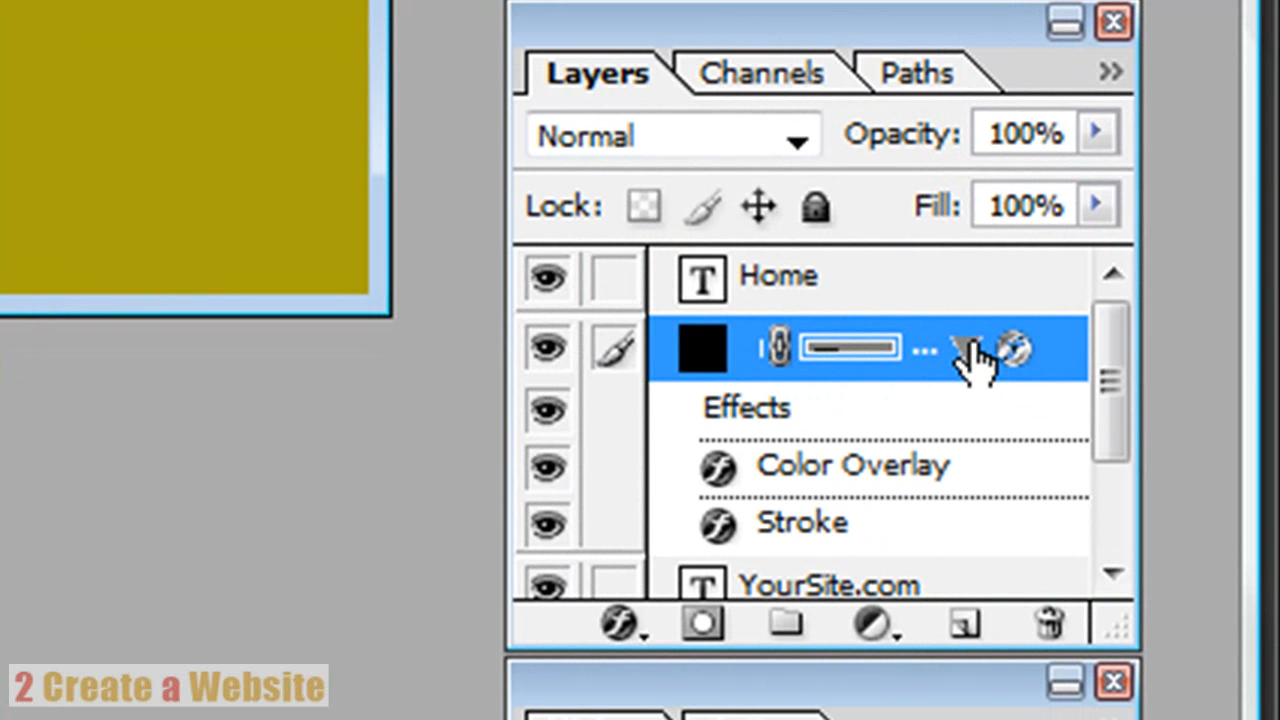 Layers Channels Paths
Normal Opacity: 100%
Lock: Fill: 100%
T Home
...
Effects
Color Overlay
Stroke
T YourSite.com
2 Create a Website